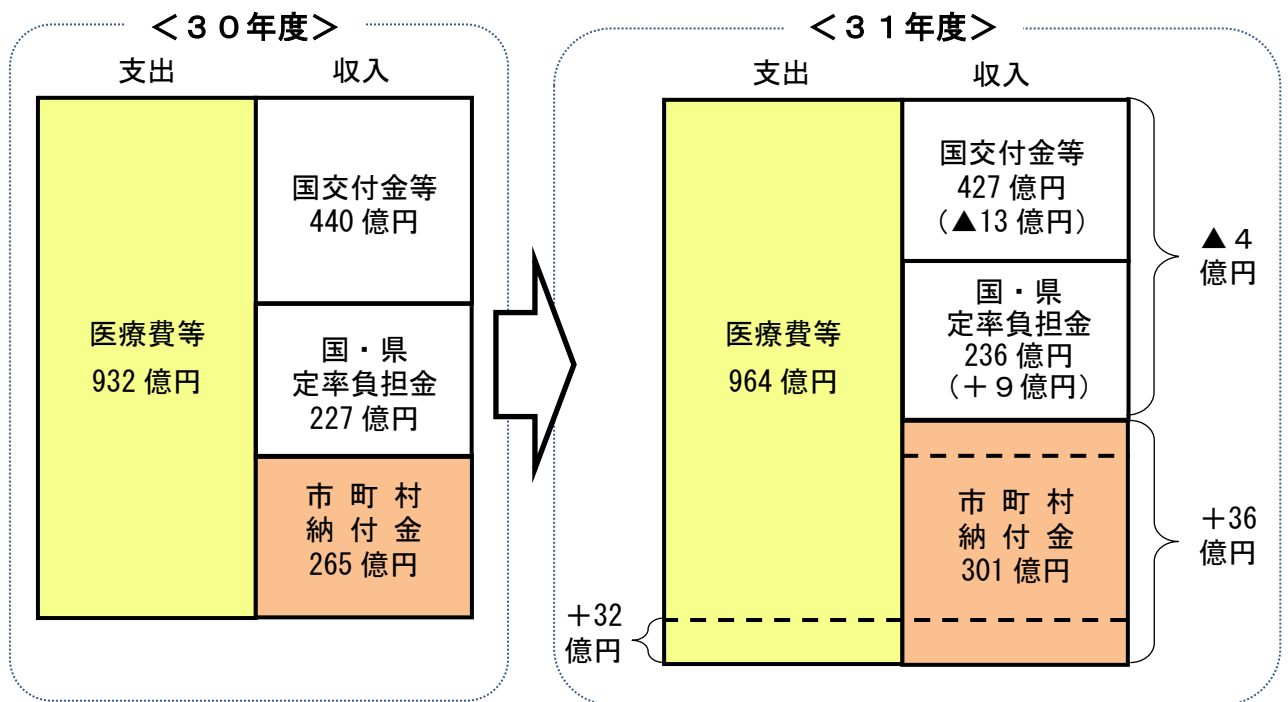 ＜３０年度＞
支出
収入
医療費等
932 億円
国交付金等
440 億円
国・県
定率負担金
227 億円
市 町 村
納 付 金
265 億円
＜３１年度＞
支出
収入
医療費等
964 億円
＋32
億円
国交付金等
427 億円
（▲13 億円）
国・県
定率負担金
236 億円
（＋９億円）
▲４
億円
市 町 村
納 付 金
301 億円
＋36
億円